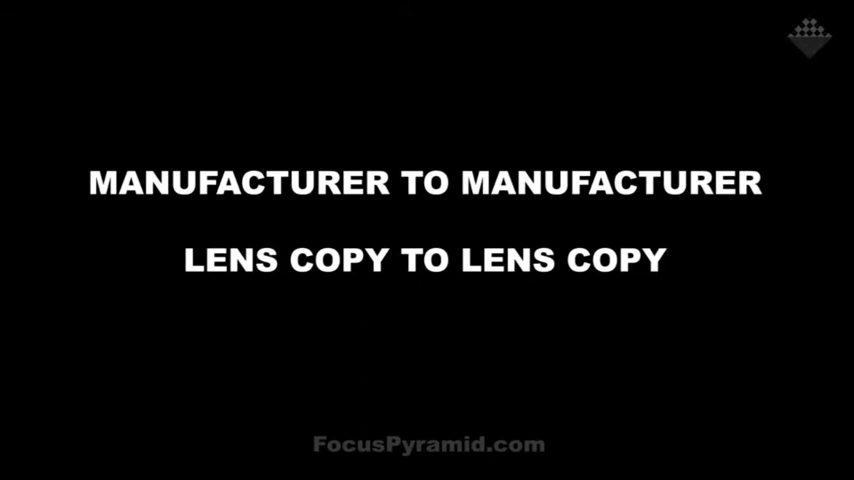 MANUFACTURER TO MANUFACTURER
LENS COPY TO LENS COPY
FocusPyramid.com